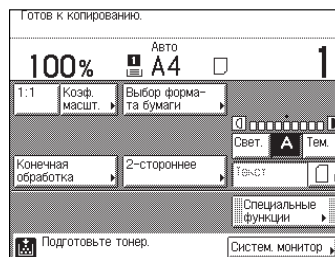 Готов к копированию.
100% 1 Авто A4 1
1:1 Коэф. масшт. Выбор форма-
та бумаги
Свет. A Тем.
Конечная
обработка
2-стороннее
Текст
Специальные
функции
Подготовьте тонер.
Систем. монитор